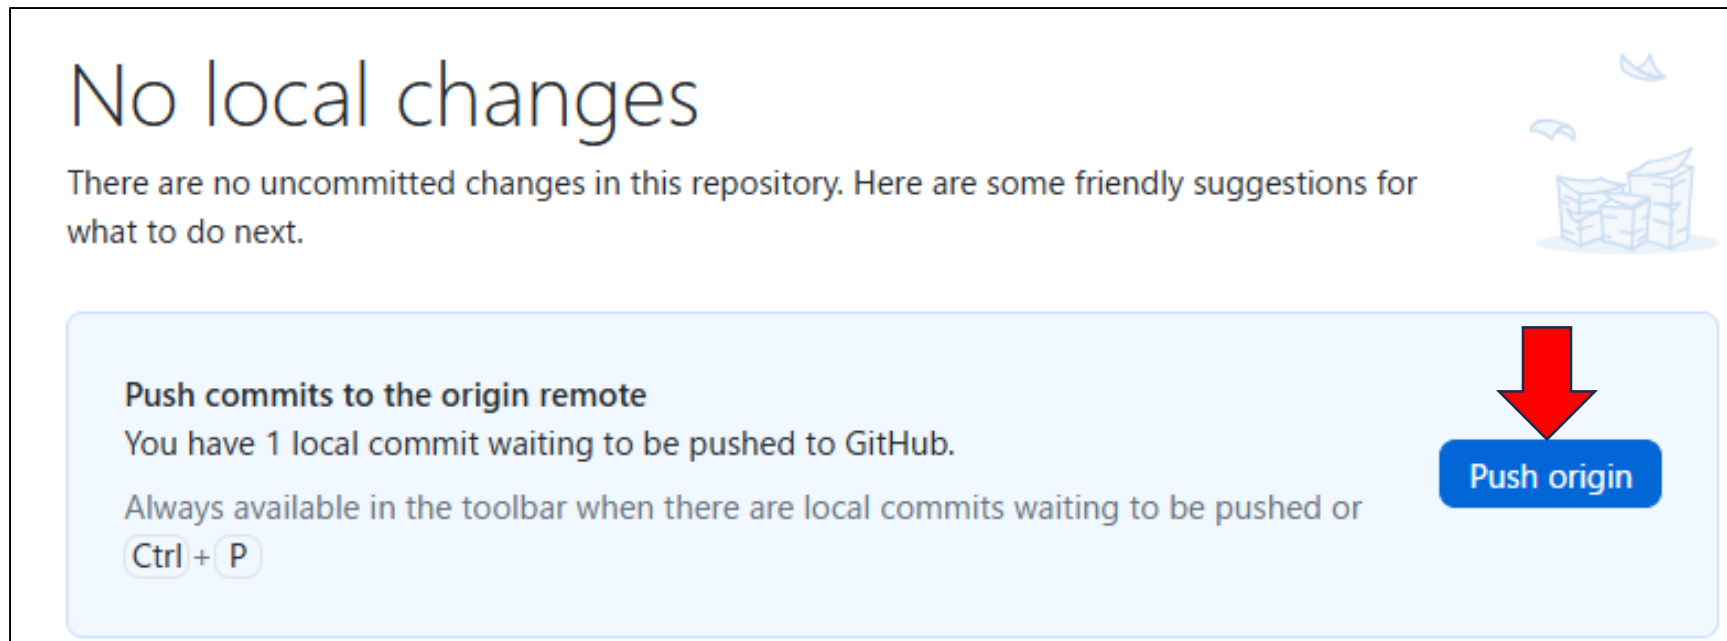 No local changes
There are no uncommitted changes in this repository. Here are some friendly suggestions for
what to do next.
Push commits to the origin remote
You have 1 local commit waiting to be pushed to GitHub.
Push origin
Always available in the toolbar when there are local commits waiting to be pushed or
Ctrl + P